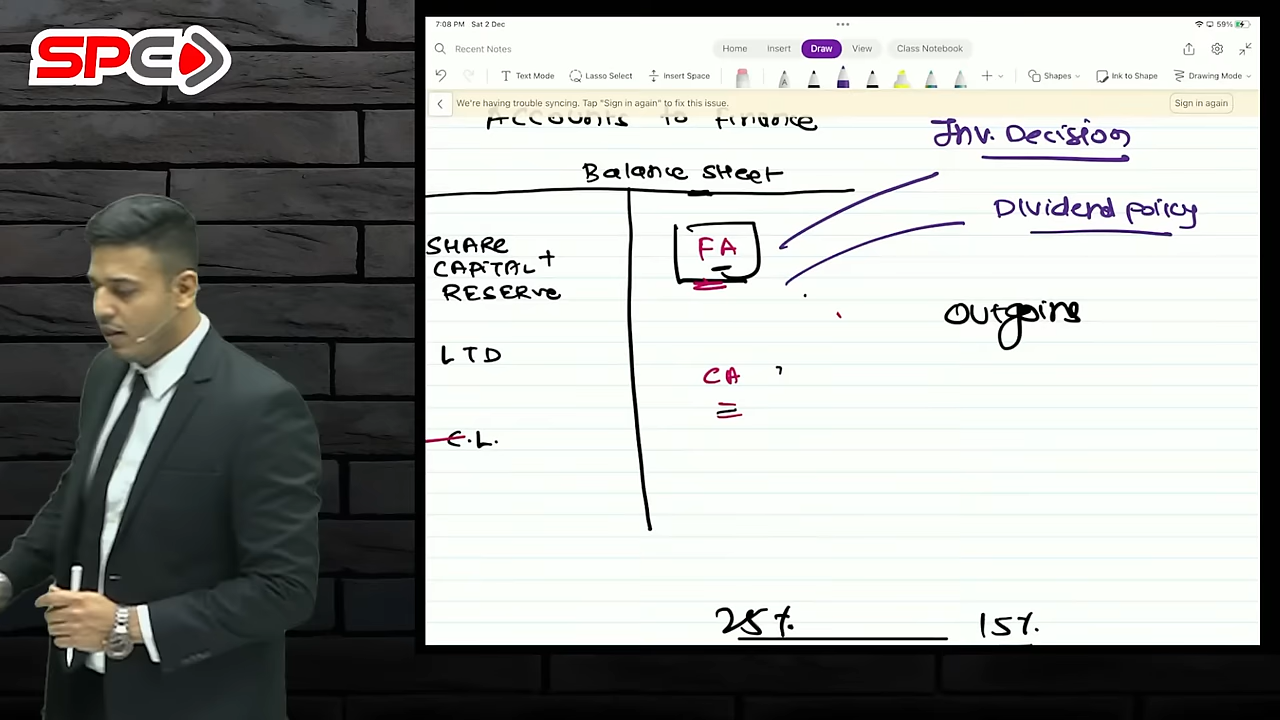 SPC
7:08 PM Sat 2 Dec
59%
Recent Notes
Home Insert Draw View Class Notebook
Text Mode Lasso Select Insert Space
Shapes Ink to Shape Drawing Mode
We're having trouble syncing. Tap "Sign in again" to fix this issue.
Sign in again
Accounts to Finance
Inv. Decision
Balance sheet
Dividend policy
FA
SHARE
CAPITAL +
RESERVE
Outgoing
LTD
CA
C.L.
25%
15%